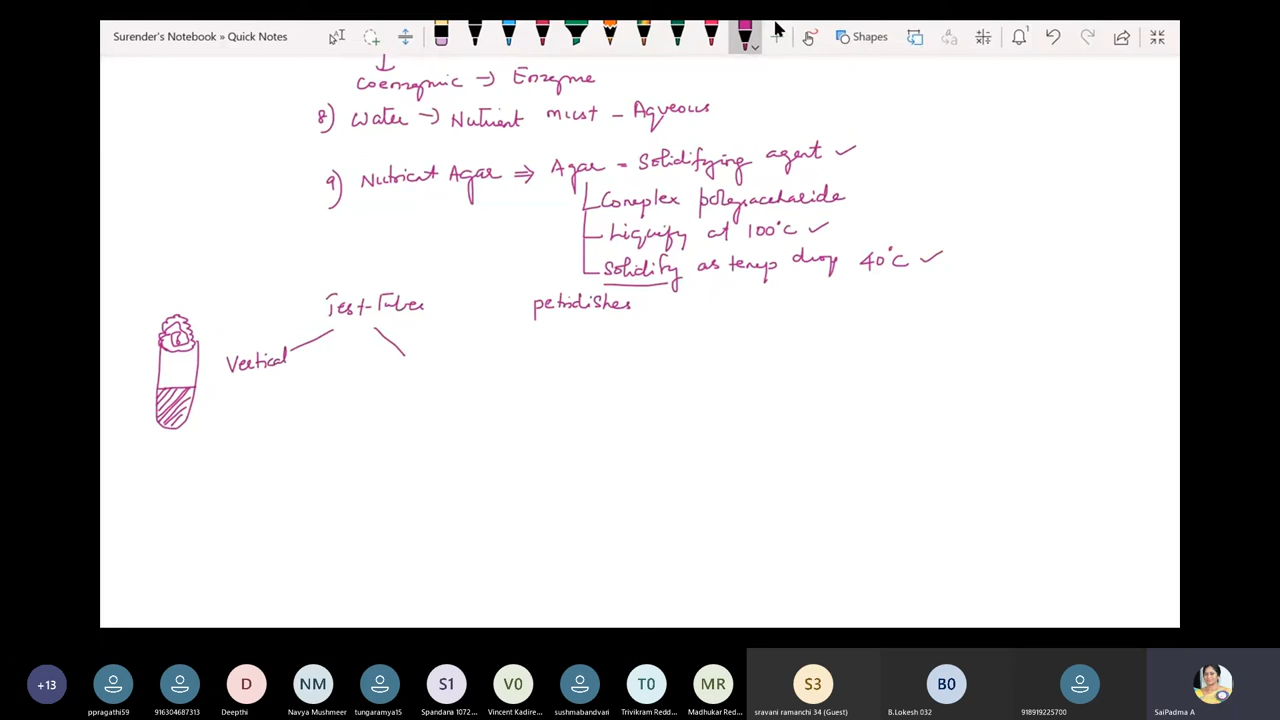 Surender's Notebook » Quick Notes
Shapes
Coenzymic → Enzyme
8) Water → Nutrient must - Aqueous
9) Nutrient Agar ⇒ Agar = Solidifying agent ✓
Complex polysaccharide
Liquify at 100°C ✓
Solidify as temp drop 40°C ✓
Test-Tubes petridishes
Vertical
+13
D
NM
S1
V0
T0
MR
S3
B0
ppragathi59
916304687313
Deepthi
Navya Mushmeer
tungaramya15
Spandana 1072...
Vincent Kadire...
sushmabandvari
Trivikram Redd...
Madhukar Redd...
sravani ramanchi 34 (Guest)
B.Lokesh 032
918919225700
SaiPadma A